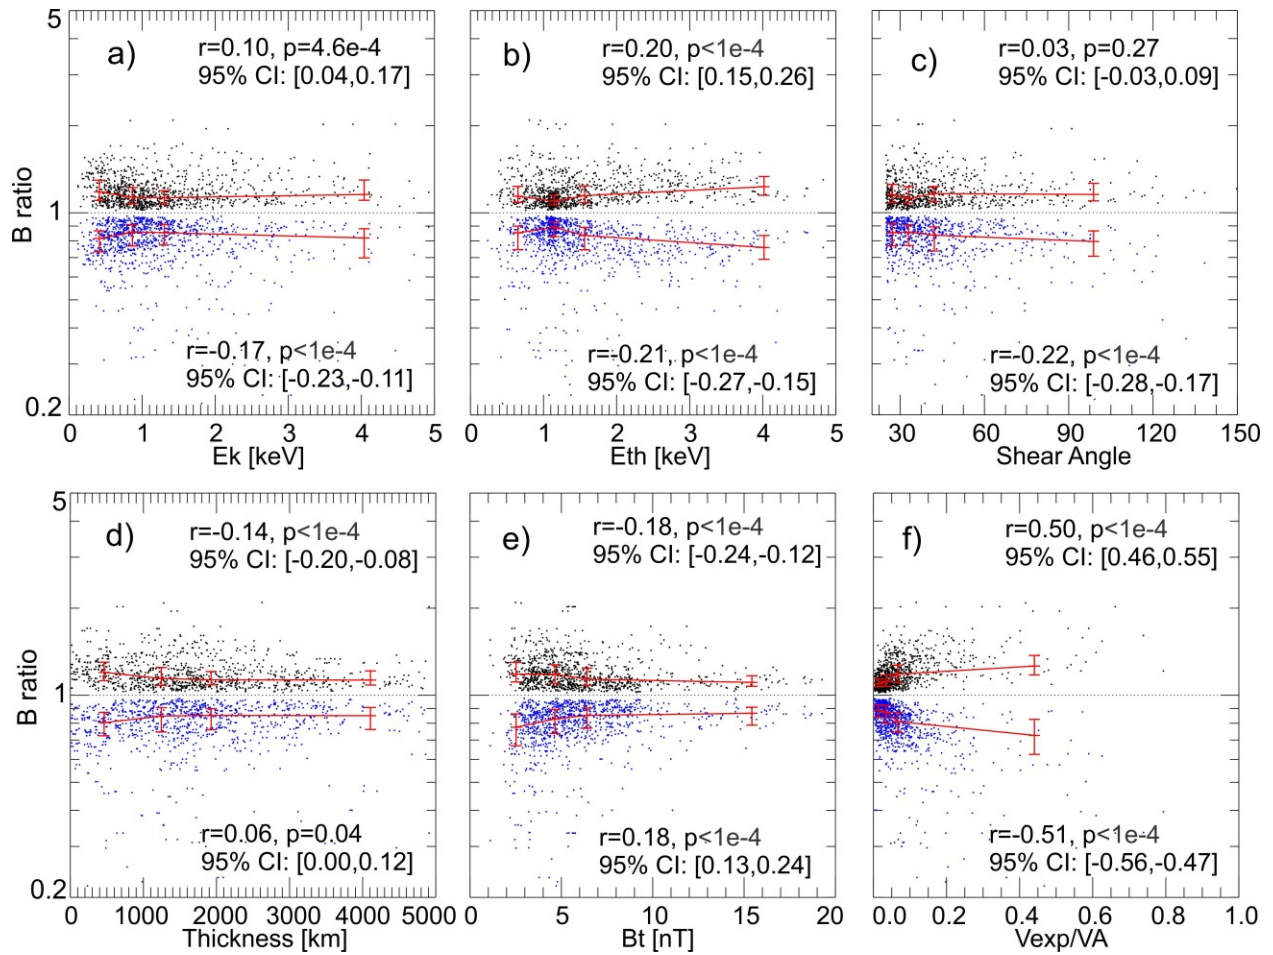 5
a)
r=0.10, p=4.6e-4
95% CI: [0.04,0.17]
B ratio
1
r=-0.17, p<1e-4
95% CI: [-0.23,-0.11]
0.2
0 1 2 3 4 5
Ek [keV]
b)
r=0.20, p<1e-4
95% CI: [0.15,0.26]
r=-0.21, p<1e-4
95% CI: [-0.27,-0.15]
0 1 2 3 4 5
Eth [keV]
c)
r=0.03, p=0.27
95% CI: [-0.03,0.09]
r=-0.22, p<1e-4
95% CI: [-0.28,-0.17]
30 60 90 120 150
Shear Angle
5
d)
r=-0.14, p<1e-4
95% CI: [-0.20,-0.08]
B ratio
1
r=0.06, p=0.04
95% CI: [0.00,0.12]
0.2
0 1000 2000 3000 4000 5000
Thickness [km]
e)
r=-0.18, p<1e-4
95% CI: [-0.24,-0.12]
r=0.18, p<1e-4
95% CI: [0.13,0.24]
0 5 10 15 20
Bt [nT]
f)
r=0.50, p<1e-4
95% CI: [0.46,0.55]
r=-0.51, p<1e-4
95% CI: [-0.56,-0.47]
0.0 0.2 0.4 0.6 0.8 1.0
Vexp/VA